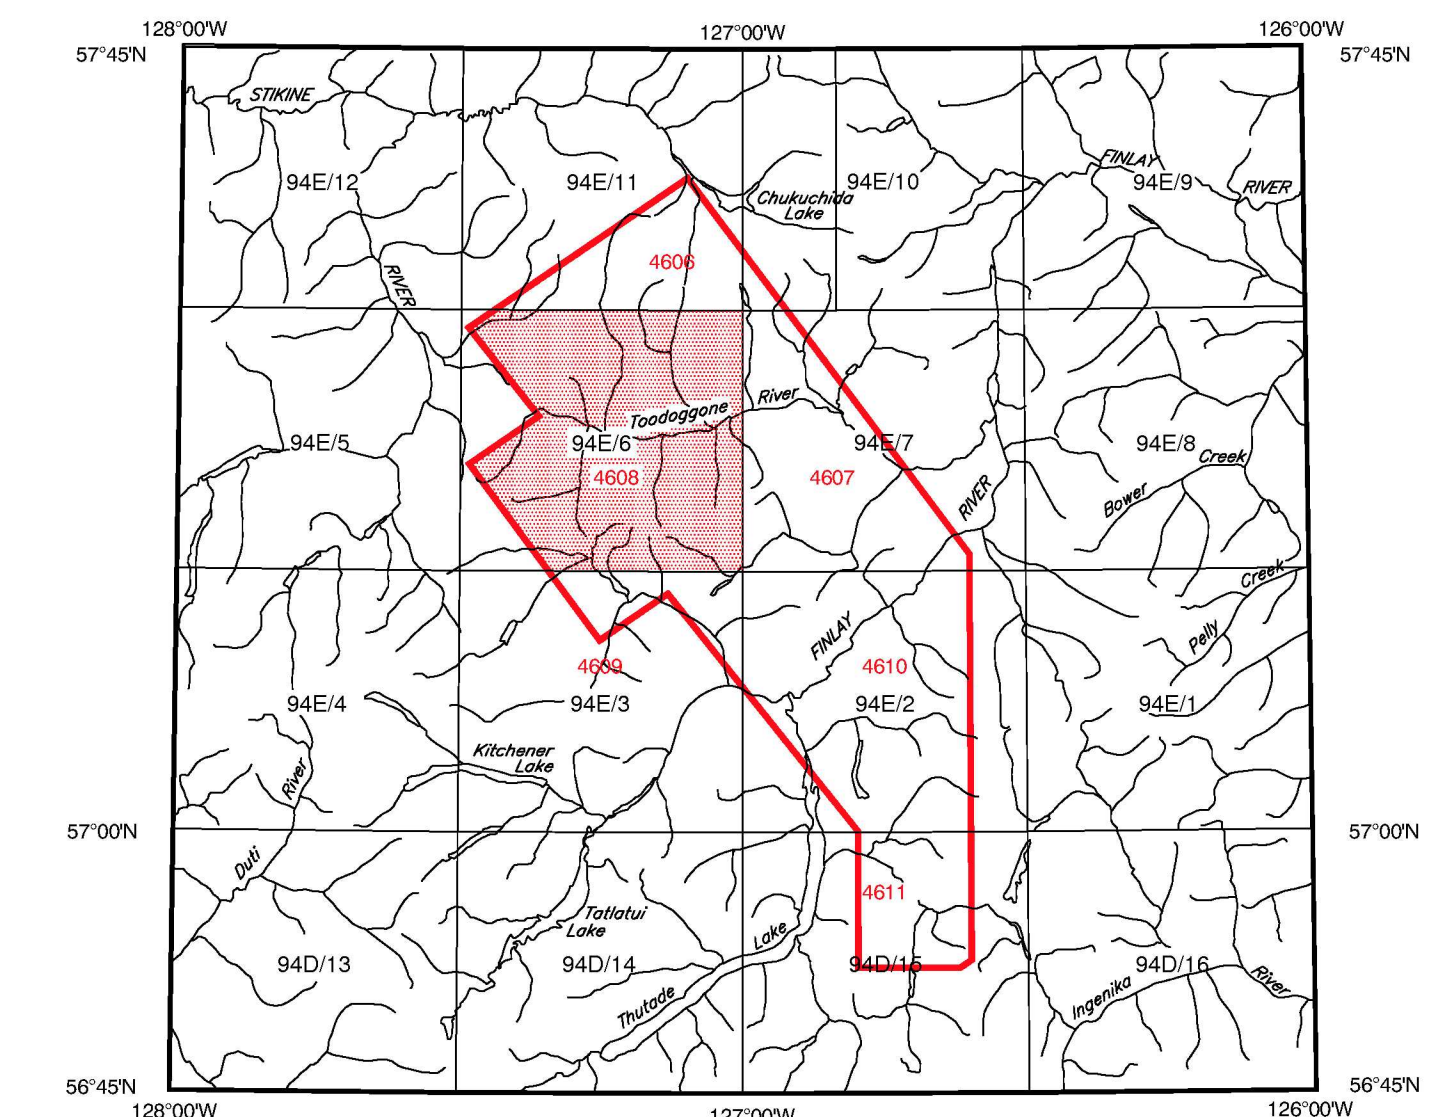 128°00'W 127°00'W 126°00'W
57°45'N 57°45'N
STIKINE
FINLAY
94E/12 94E/11 94E/10 94E/9
RIVER
Chukuchida
Lake
4606
RIVER
River
Toodoggone
94E/5 94E/6 94E/7 94E/8
Creek
4608 4607
RIVER
Bower
Creek
FINLAY
Pelly
4609 4610
94E/4 94E/3 94E/2 94E/1
Kitchener
Lake
River
57°00'N 57°00'N
Duti
4611
Tatlatui
Lake
Lake
94D/13 94D/14 94D/15 94D/16
River
Ingenika
Thutade
56°45'N 56°45'N
128°00'W 127°00'W 126°00'W